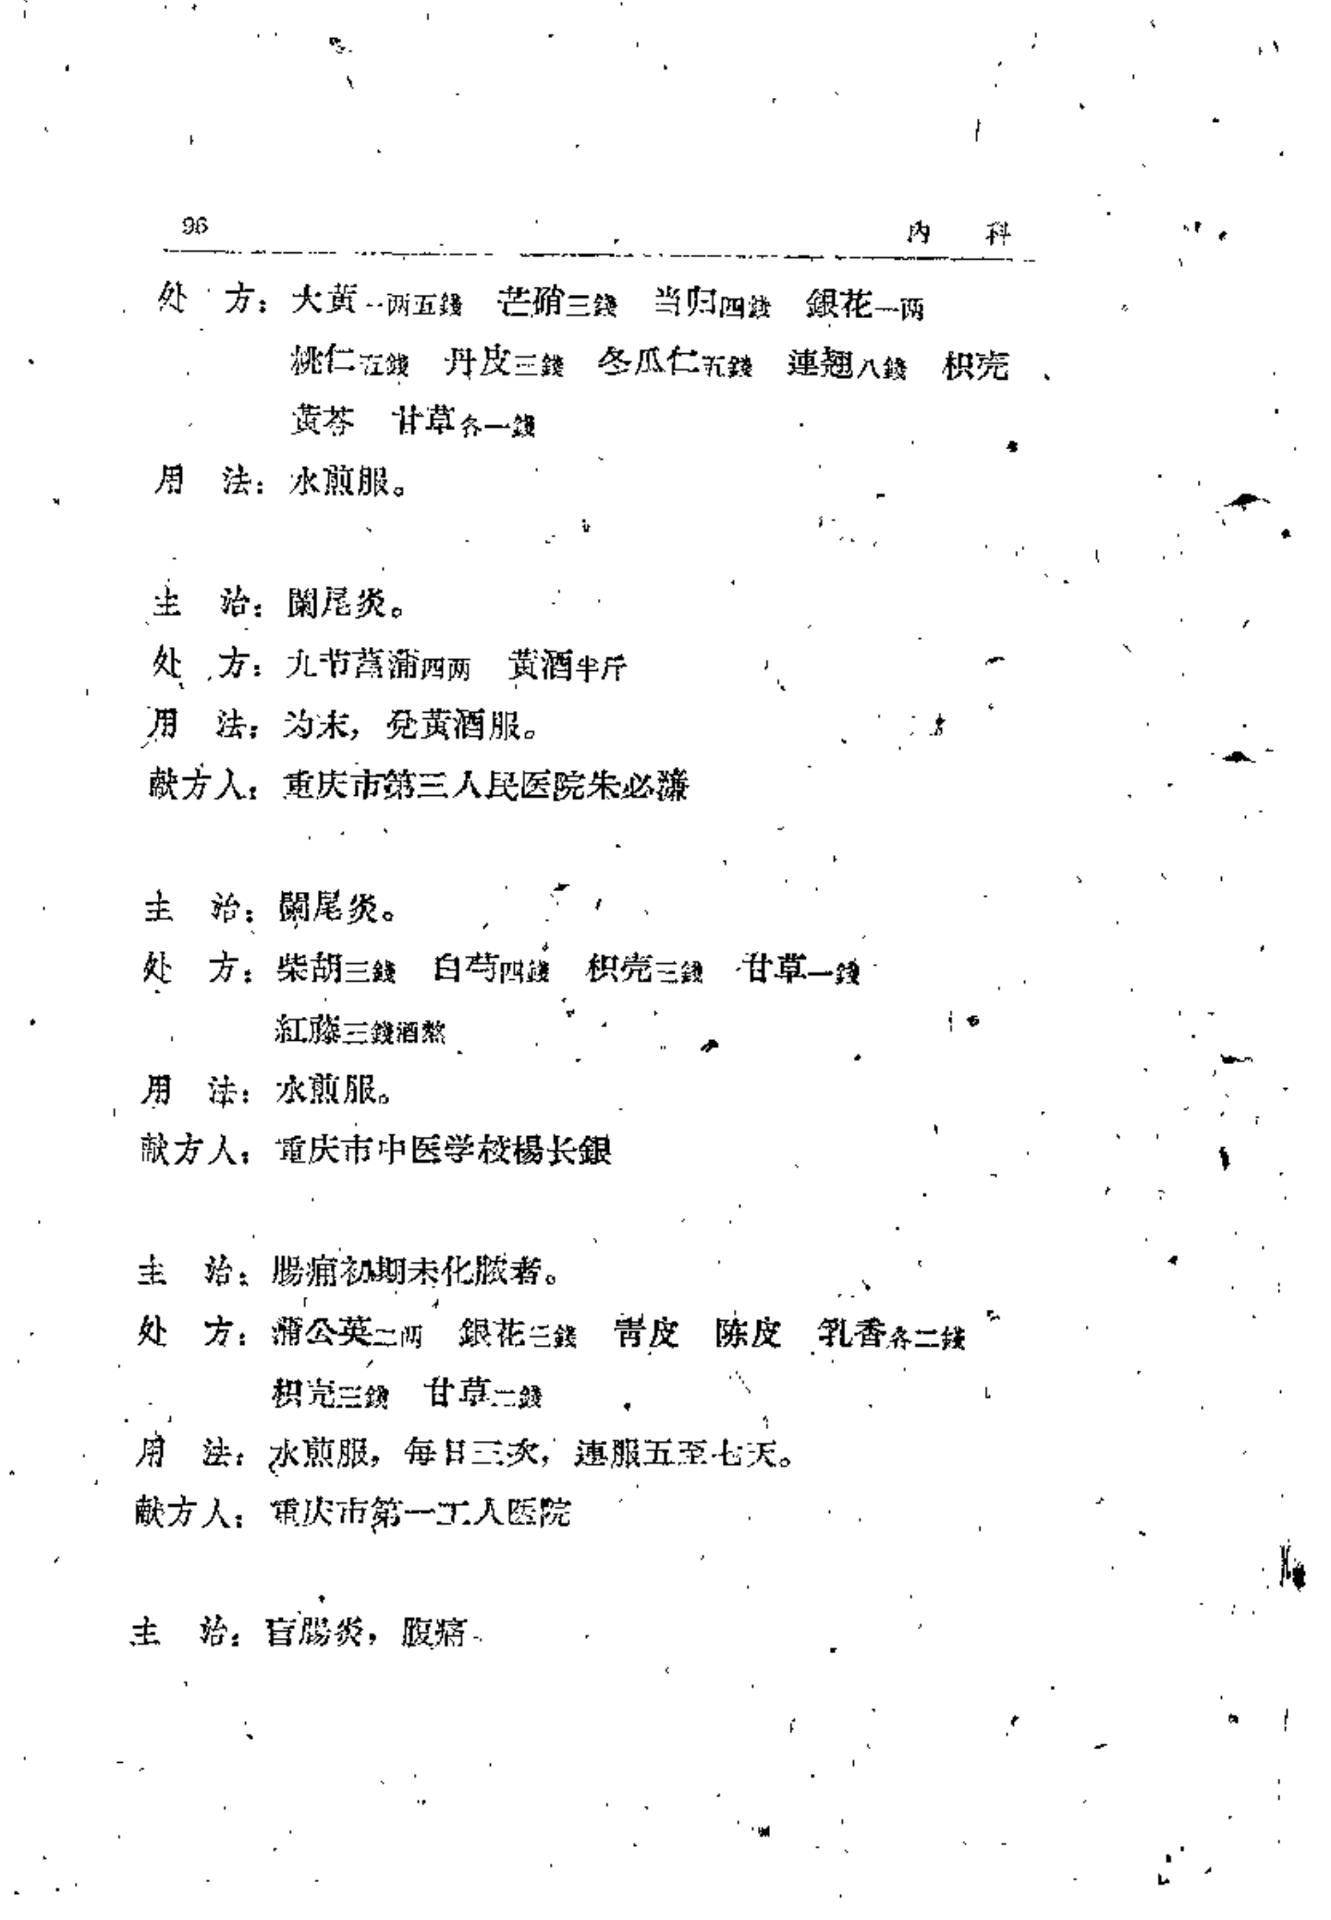 96 内 科
处 方：大黃一两五錢 芒硝三錢 当归四錢 銀花一两
桃仁五錢 丹皮三錢 冬瓜仁五錢 連翘八錢 枳壳
黃芩 甘草各一錢
用 法：水煎服。
主 治：闌尾炎。
处 方：九节菖蒲四两 黃酒半斤
用 法：为末，兌黃酒服。
献方人：重庆市第三人民医院朱必濂
主 治：闌尾炎。
处 方：柴胡三錢 白芍四錢 枳壳三錢 甘草一錢
紅藤三錢酒熬
用 法：水煎服。
献方人：重庆市中医学校楊长銀
主 治：腸痈初期未化脓者。
处 方：蒲公英二两 銀花三錢 青皮 陈皮 乳香各二錢
枳壳三錢 甘草二錢
用 法：水煎服，每日三次，連服五至七天。
献方人：重庆市第一工人医院
主 治：盲腸炎，腹痛